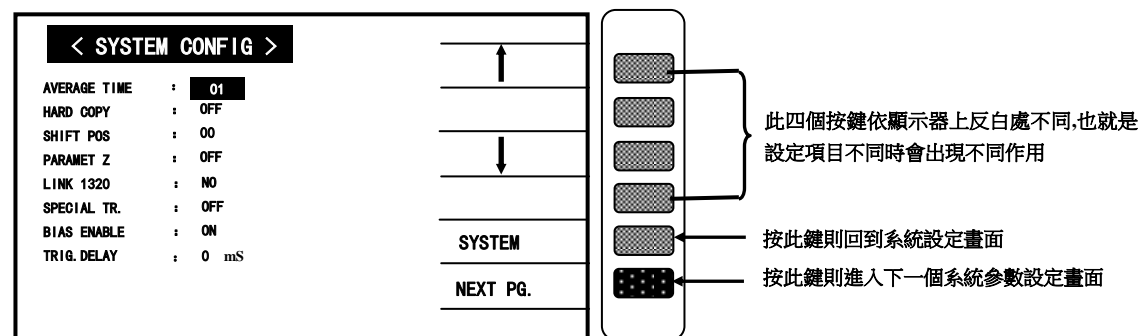 < SYSTEM CONFIG >
AVERAGE TIME : 01
HARD COPY : OFF
SHIFT POS : 00
PARAMET Z : OFF
LINK 1320 : NO
SPECIAL TR. : OFF
BIAS ENABLE : ON
TRIG.DELAY : 0 mS
SYSTEM
NEXT PG.
此四個按鍵依顯示器上反白處不同,也就是
設定項目不同時會出現不同作用
按此鍵則回到系統設定畫面
按此鍵則進入下一個系統參數設定畫面